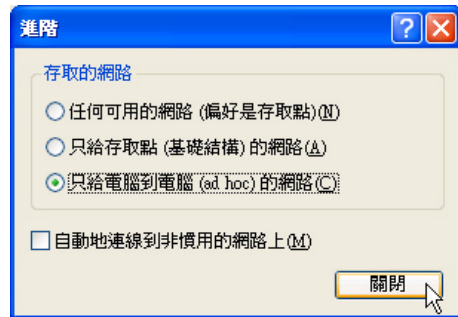 進階
存取的網路
任何可用的網路 (偏好是存取點)(N)
只給存取點 (基礎結構) 的網路(A)
只給電腦到電腦 (ad hoc) 的網路(C)
自動地連線到非慣用的網路上(M)
關閉